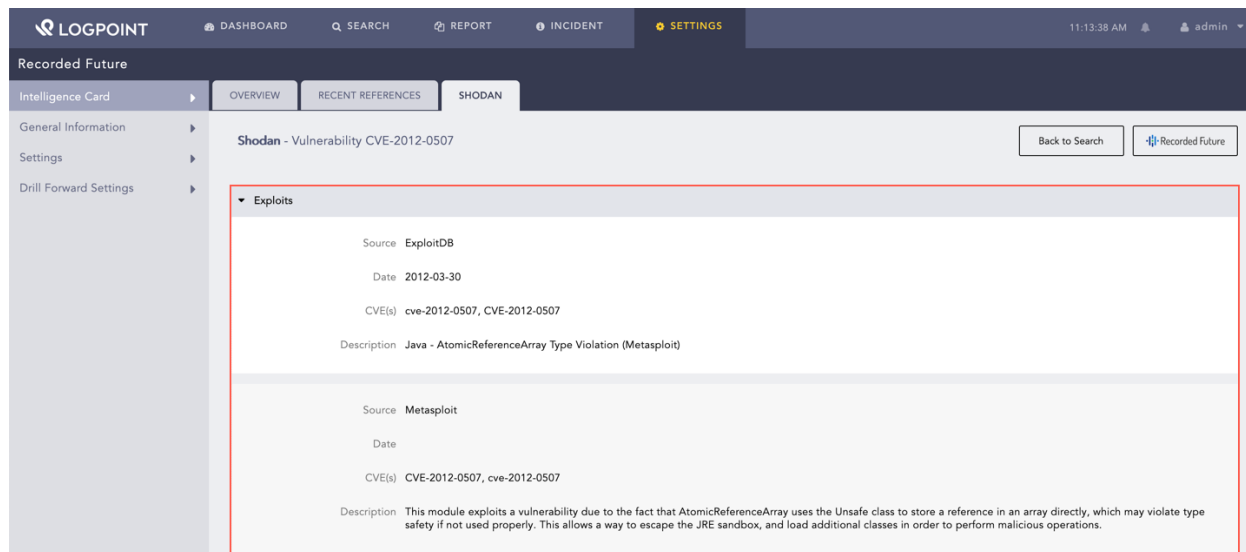 LOGPOINT
DASHBOARD
SEARCH
REPORT
INCIDENT
SETTINGS
11:13:38 AM
admin
Recorded Future
Intelligence Card
General Information
Settings
Drill Forward Settings
OVERVIEW
RECENT REFERENCES
SHODAN
Shodan - Vulnerability CVE-2012-0507
Back to Search
Recorded Future
Exploits
Source ExploitDB
Date 2012-03-30
CVE(s) cve-2012-0507, CVE-2012-0507
Description Java - AtomicReferenceArray Type Violation (Metasploit)
Source Metasploit
Date
CVE(s) CVE-2012-0507, cve-2012-0507
Description This module exploits a vulnerability due to the fact that AtomicReferenceArray uses the Unsafe class to store a reference in an array directly, which may violate type
safety if not used properly. This allows a way to escape the JRE sandbox, and load additional classes in order to perform malicious operations.